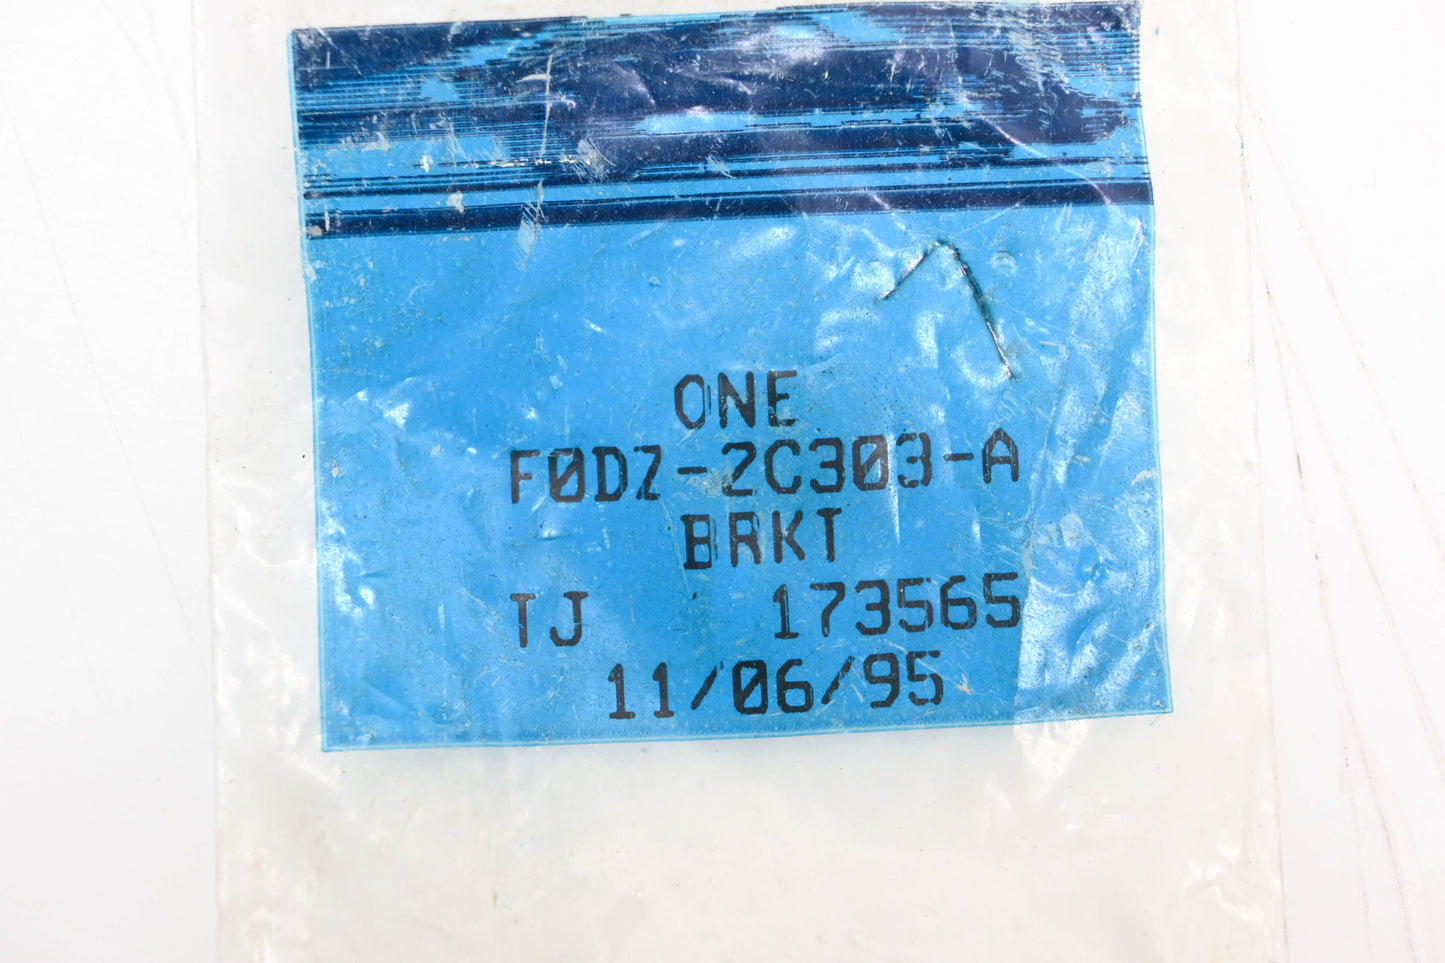 ONE
F0DZ-2C303-A
BRKT
TJ 173565
11/06/95